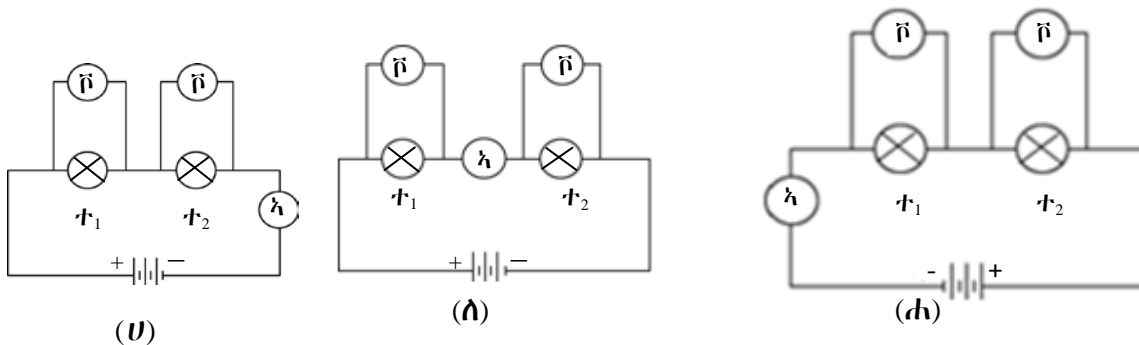 ቮ ቮ
ተ1 ተ2
ኣ
+ −
(ሀ)
ቮ ቮ
ኣ
ተ1 ተ2
+ −
(ለ)
ቮ ቮ
ኣ
ተ1 ተ2
- +
(ሐ)